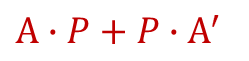 A · P + P · A′